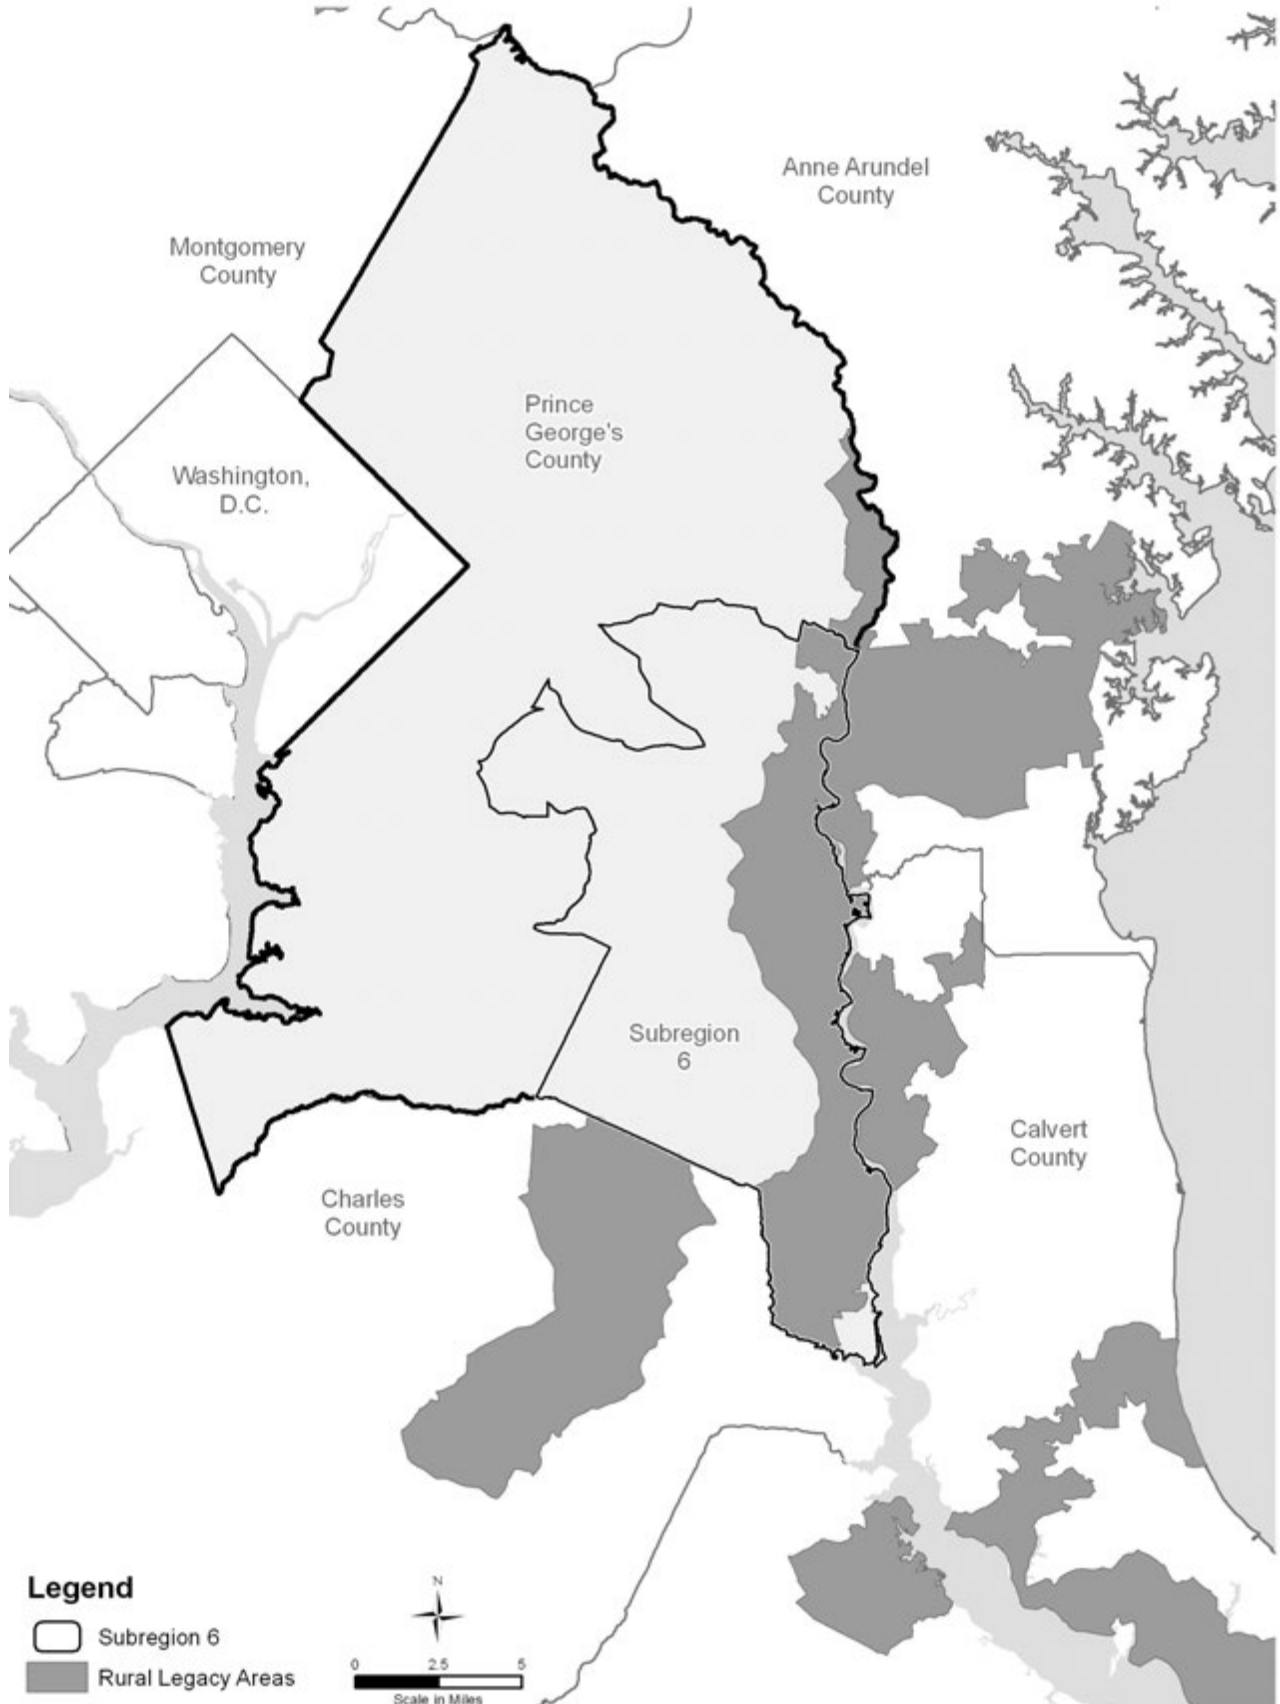 Anne Arundel
County
Montgomery
County
Prince
George's
County
Washington,
D.C.
Subregion
6
Calvert
County
Charles
County
Legend
Subregion 6
Rural Legacy Areas
N
0 2.5 5
Scale in Miles